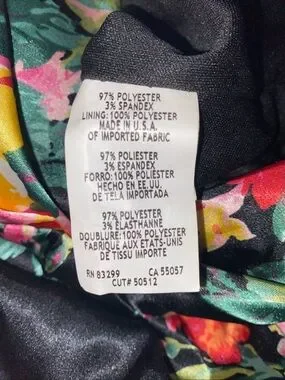 97% POLYESTER
3% SPANDEX
LINING: 100% POLYESTER
MADE IN U.S.A.
OF IMPORTED FABRIC
97% POLIESTER
3% ESPANDEX
FORRO: 100% POLIESTER
HECHO EN EE.UU.
DE TELA IMPORTADA
97% POLYESTER
3% ELASTHANNE
DOUBLURE: 100% POLYESTER
FABRIQUE AUX ETATS-UNIS
DE TISSU IMPORTE
RN 83299 CA 55057
CUT# 50512